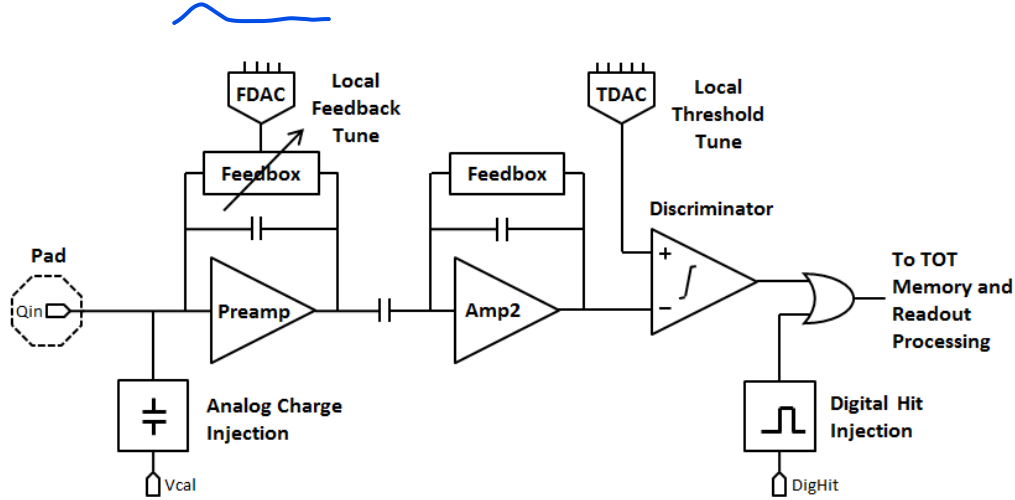 FDAC
Local
Feedback
Tune
Feedbox
Feedbox
TDAC
Local
Threshold
Tune
Discriminator
Pad
Qin
Preamp
Amp2
+
−
∫
To TOT
Memory and
Readout
Processing
Analog Charge
Injection
Vcal
Digital Hit
Injection
DigHit